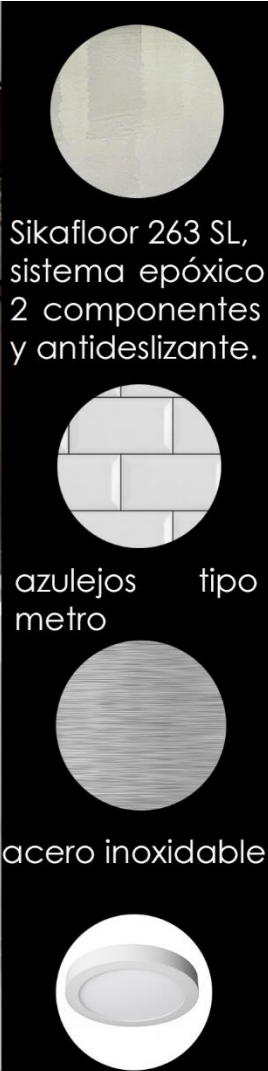 Sikafloor 263 SL,
sistema epóxico
2 componentes
y antideslizante.
azulejos tipo
metro
acero inoxidable